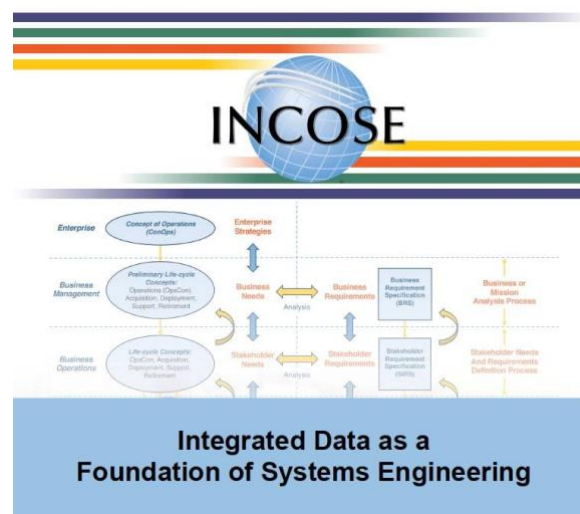 INCOSE
Enterprise
Concept of Operations
(ConOps)
Enterprise
Strategies
Business
Management
Preliminary Life-cycle
Concepts:
Operations (OpsCon),
Acquisition, Deployment,
Support, Retirement
Business
Needs
Analysis
Business
Requirements
Business
Requirement
Specification
(BRS)
Business or
Mission
Analysis Process
Business
Operations
Life-cycle Concepts:
OpsCon, Acquisition,
Deployment, Support,
Retirement
Stakeholder
Needs
Analysis
Stakeholder
Requirements
Stakeholder
Requirement
Specification
(StRS)
Stakeholder Needs
And Requirements
Definition Process
Integrated Data as a
Foundation of Systems Engineering